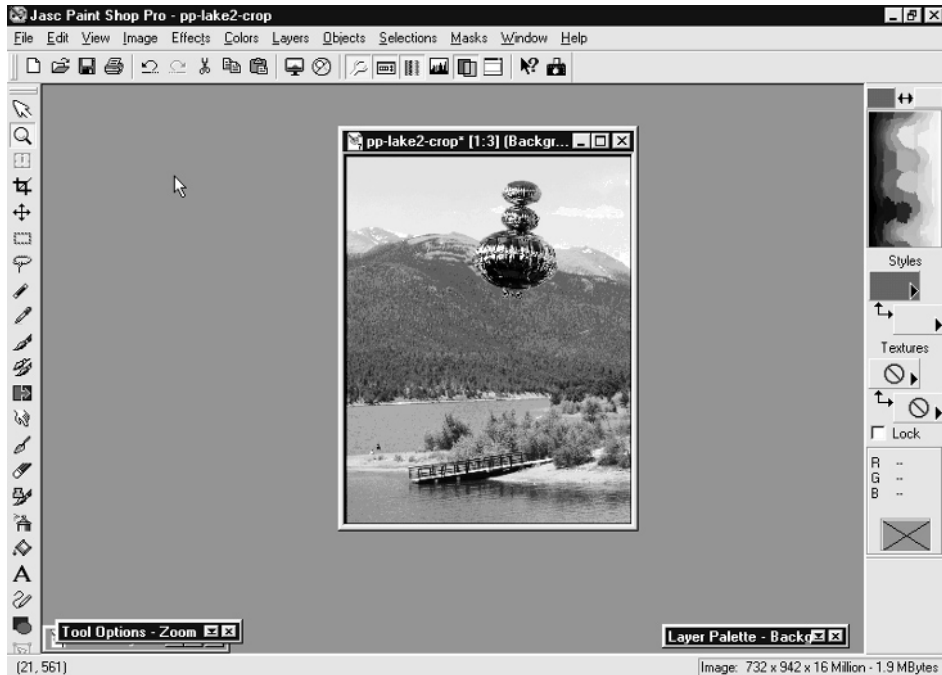 Jasc Paint Shop Pro - pp-lake2-crop
File Edit View Image Effects Colors Layers Objects Selections Masks Window Help
pp-lake2-crop* [1:3] (Backgr...
Styles
Textures
Lock
R --
G --
B --
A
Tool Options - Zoom
Layer Palette - Backg
(21, 561)
Image: 732 x 942 x 16 Million - 1.9 MBytes